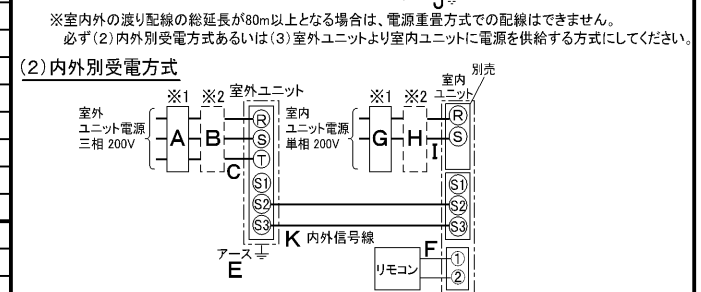 J
※室内外の渡り配線の総延長が80m以上となる場合は、電源重畳方式での配線はできません。
必ず(2)内外別受電方式あるいは(3)室外ユニットより室内ユニットに電源を供給する方式にしてください。
(2)内外別受電方式
※1 ※2 室外ユニット
室外
ユニット電源
三相 200V
A B C
R
S
T
S1
S2
S3
アース
E
K 内外信号線
※1 ※2
室内
ユニット
別売
室内
ユニット電源
単相 200V
G H I
R
S
S1
S2
S3
リモコン
F
①
②